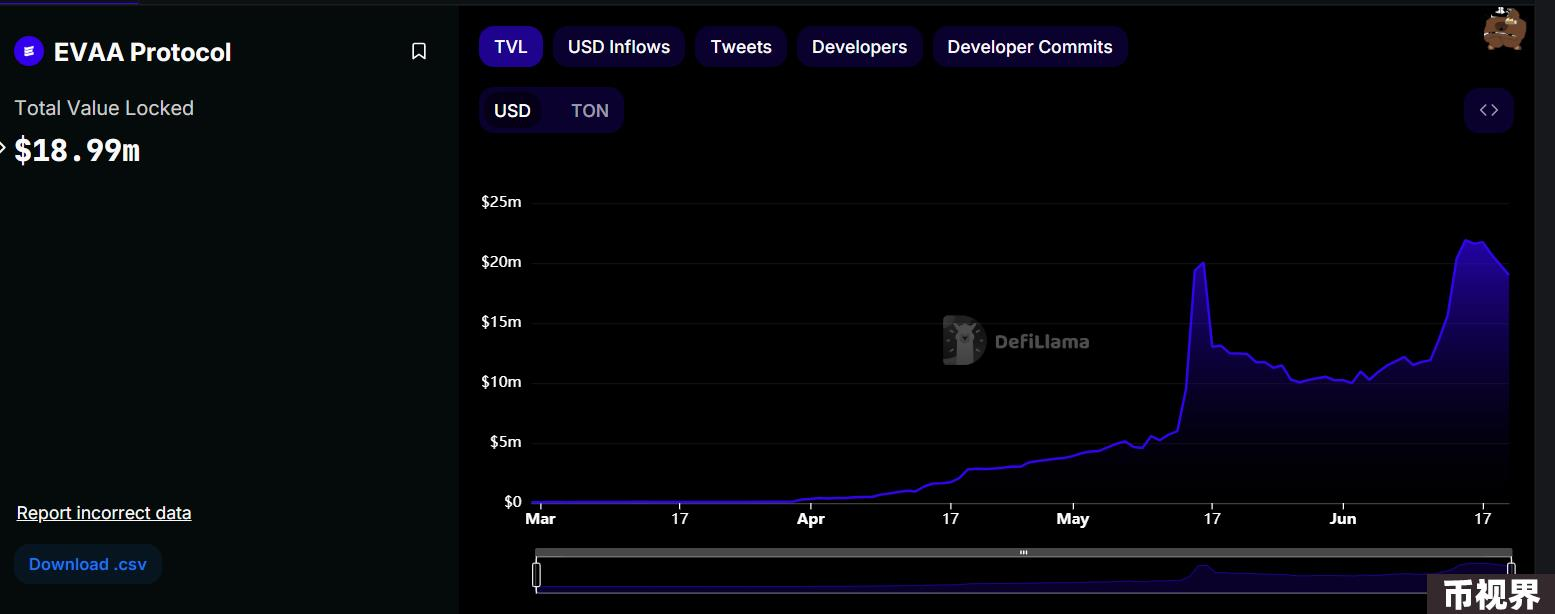 EVAA Protocol
Total Value Locked
$18.99m
Report incorrect data
Download .csv
TVL USD Inflows Tweets Developers Developer Commits
USD TON
$25m
$20m
$15m
$10m
$5m
$0
DefiLlama
Mar 17 Apr 17 May 17 Jun 17
币视界